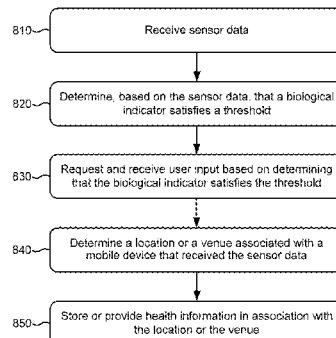 810
Receive sensor data
820
Determine, based on the sensor data, that a biological
indicator satisfies a threshold
830
Request and receive user input based on determining
that the biological indicator satisfies the threshold
840
Determine a location or a venue associated with a
mobile device that received the sensor data
850
Store or provide health information in association with
the location or the venue